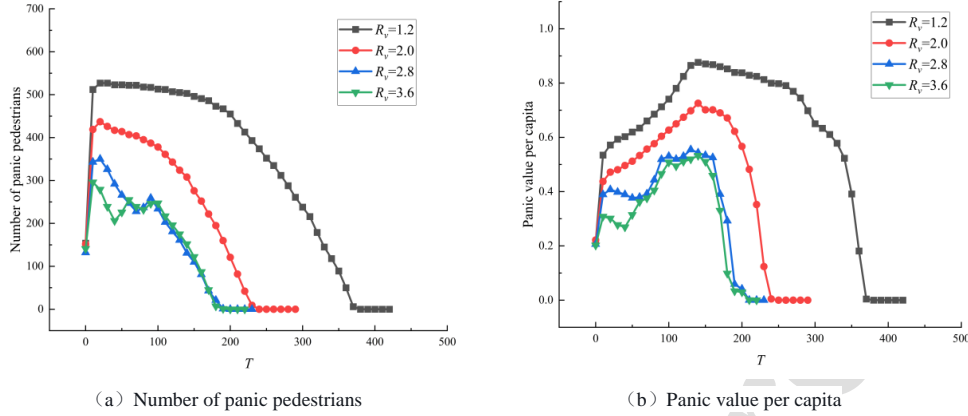 700
600
500
400
300
200
100
0
Number of panic pedestrians
0
100
200
300
400
500
T
Rv=1.2
Rv=2.0
Rv=2.8
Rv=3.6
（a）Number of panic pedestrians
1.0
0.8
0.6
0.4
0.2
0.0
Panic value per capita
0
100
200
300
400
500
T
Rv=1.2
Rv=2.0
Rv=2.8
Rv=3.6
（b）Panic value per capita